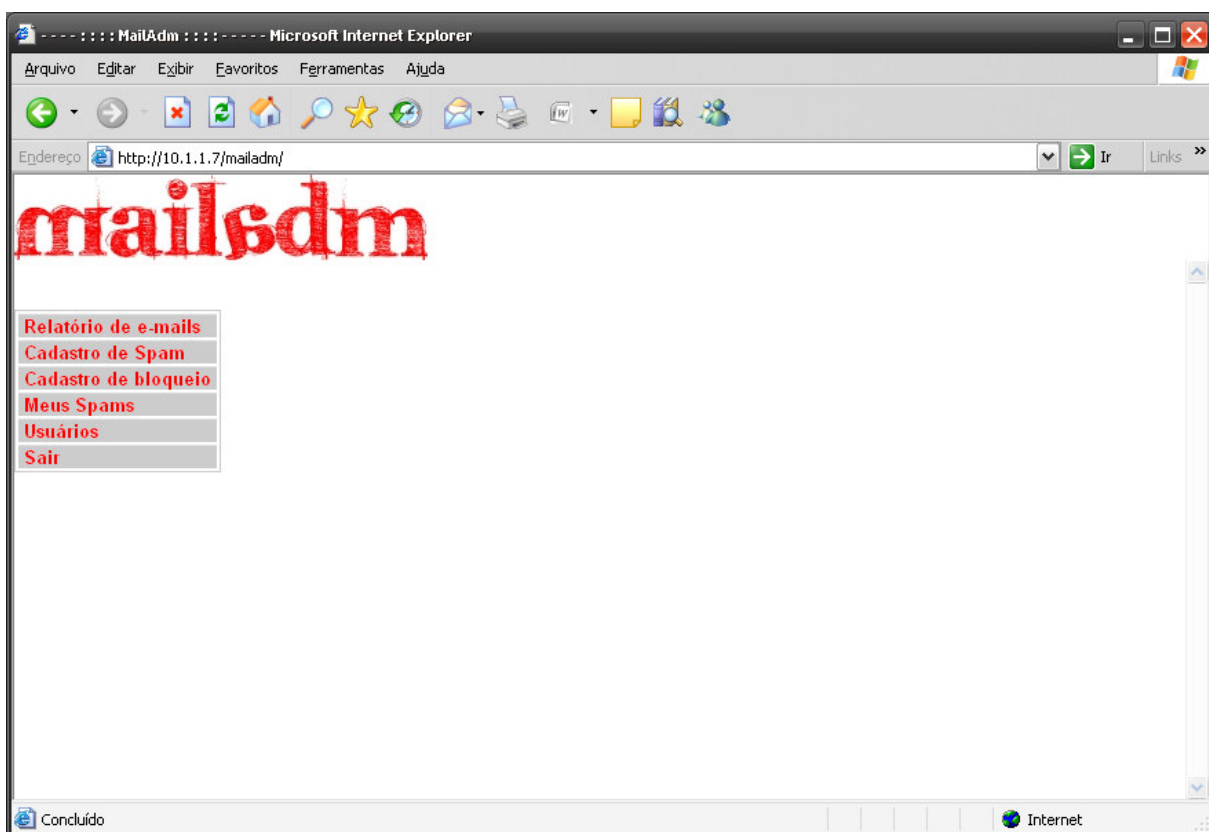 - - - - : : : : MailAdm : : : : - - - - - Microsoft Internet Explorer
Arquivo Editar Exibir Favoritos Ferramentas Ajuda
W
Endereço http://10.1.1.7/mailadm/ Ir Links »
mailadm
Relatório de e-mails
Cadastro de Spam
Cadastro de bloqueio
Meus Spams
Usuários
Sair
Concluído Internet